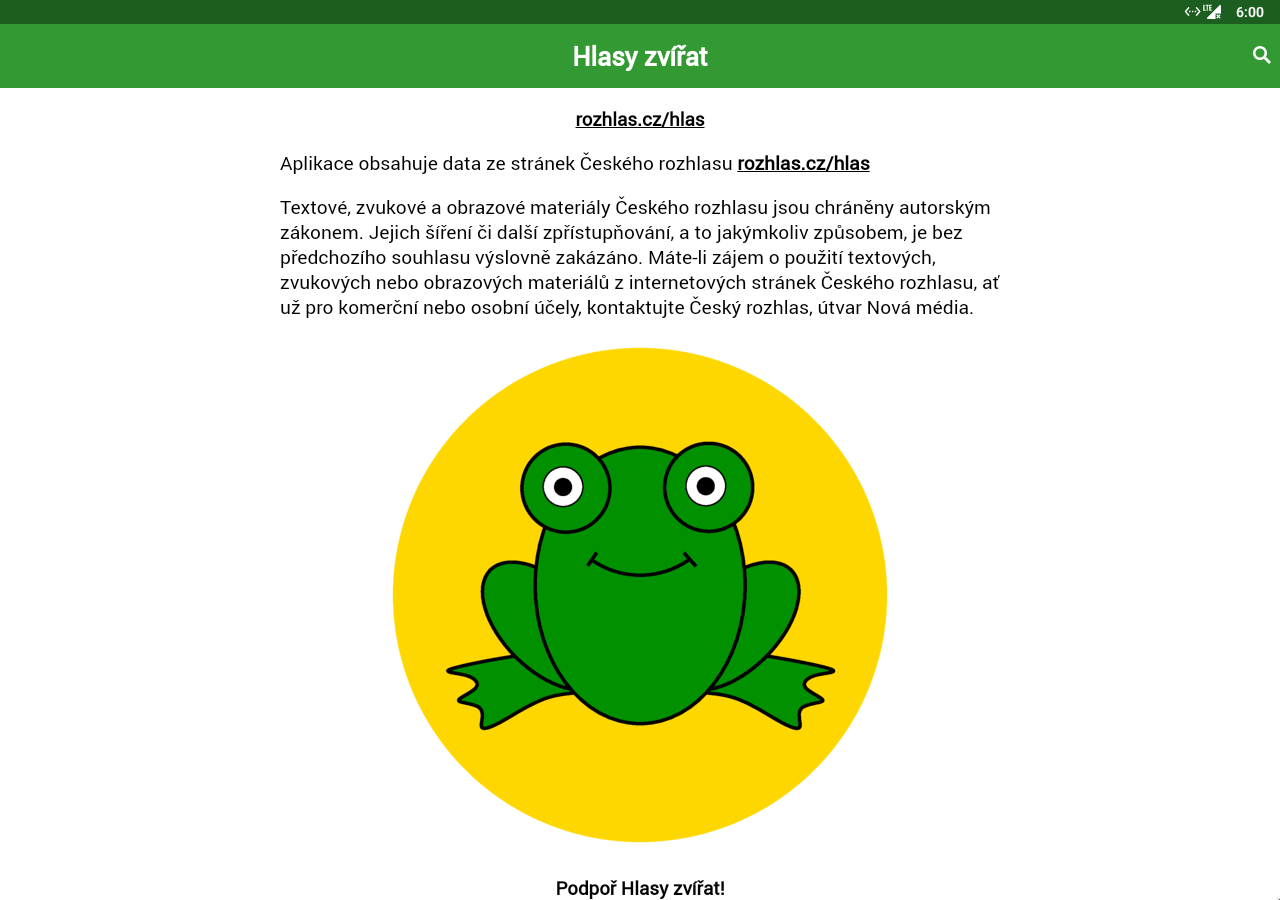 LTE 6:00
Hlasy zvířat
rozhlas.cz/hlas
Aplikace obsahuje data ze stránek Českého rozhlasu rozhlas.cz/hlas
Textové, zvukové a obrazové materiály Českého rozhlasu jsou chráněny autorským
zákonem. Jejich šíření či další zpřístupňování, a to jakýmkoliv způsobem, je bez
předchozího souhlasu výslovně zakázáno. Máte-li zájem o použití textových,
zvukových nebo obrazových materiálů z internetových stránek Českého rozhlasu, ať
už pro komerční nebo osobní účely, kontaktujte Český rozhlas, útvar Nová média.
Podpoř Hlasy zvířat!